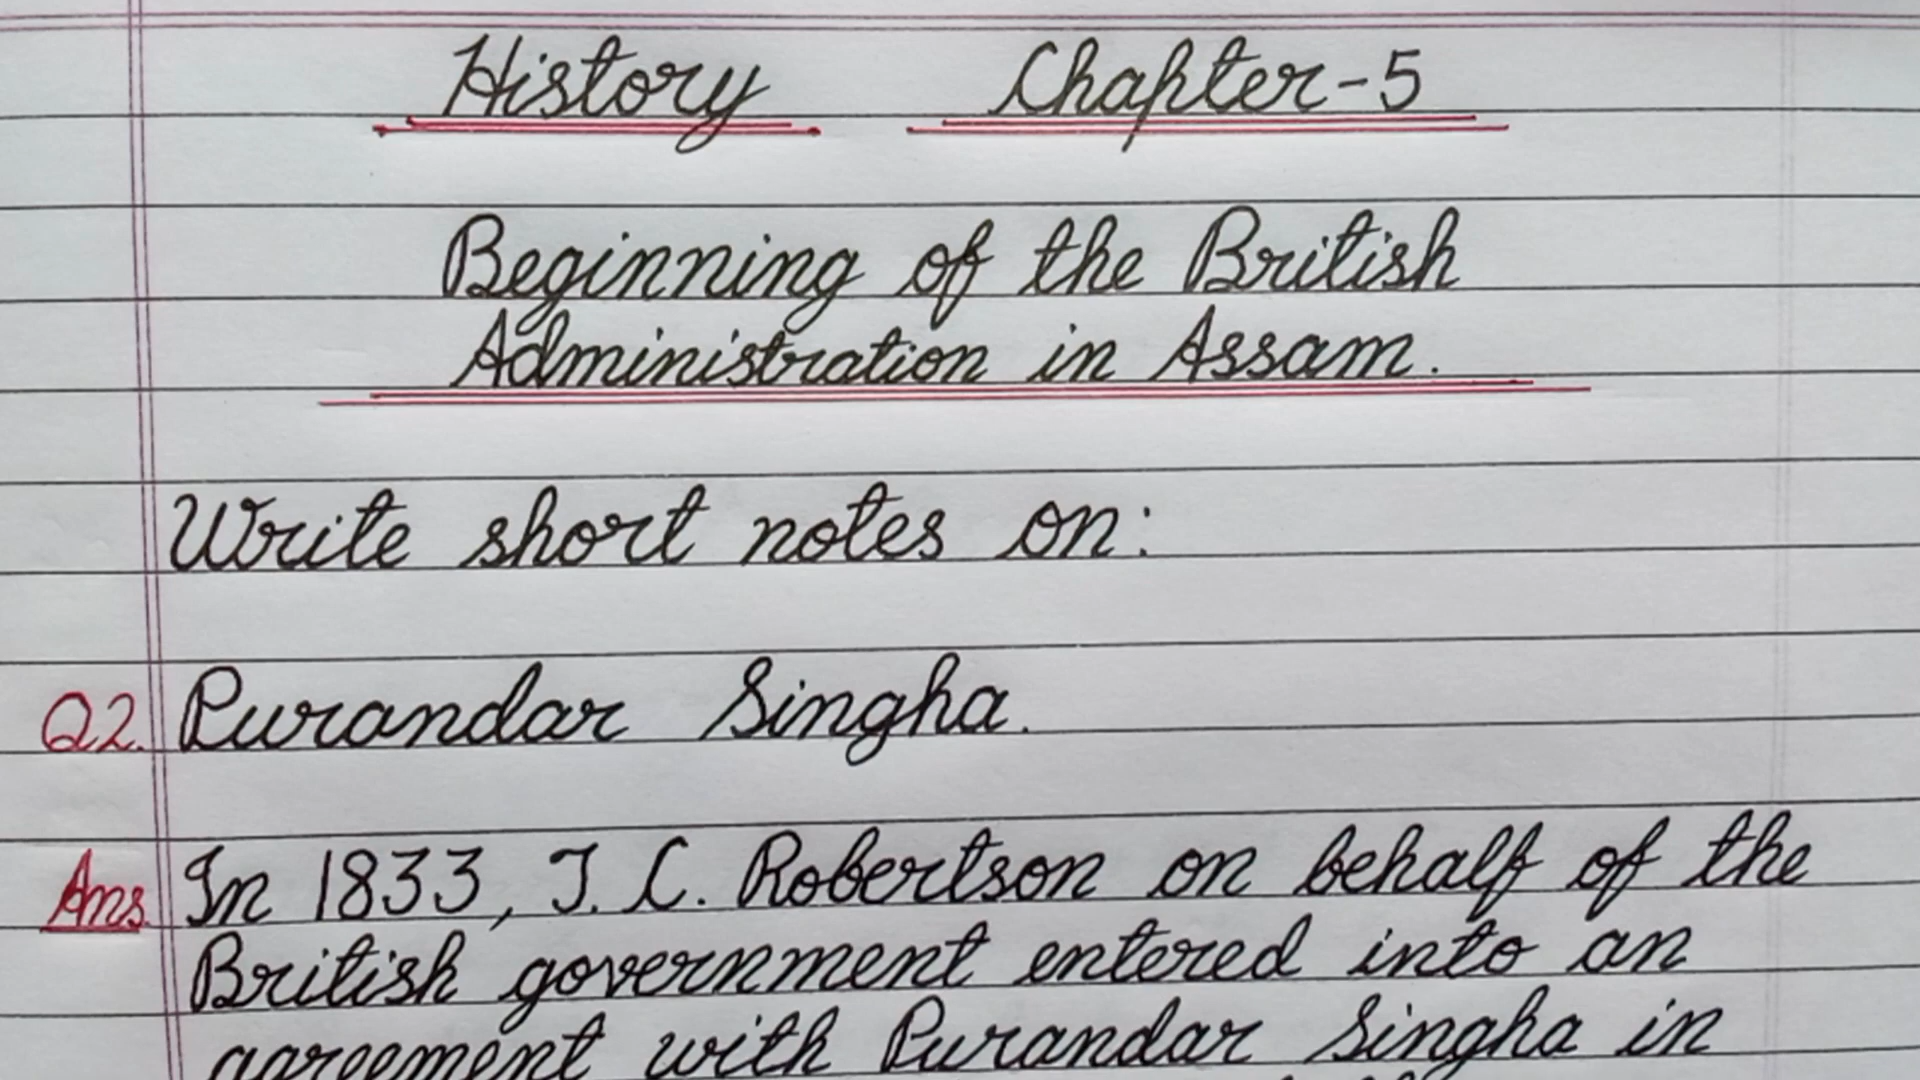 History Chapter-5
Beginning of the British
Administration in Assam.
Write short notes on:
Q2. Purandar Singha.
Ans. In 1833, T. C. Robertson on behalf of the
British government entered into an
agreement with Purandar Singha in